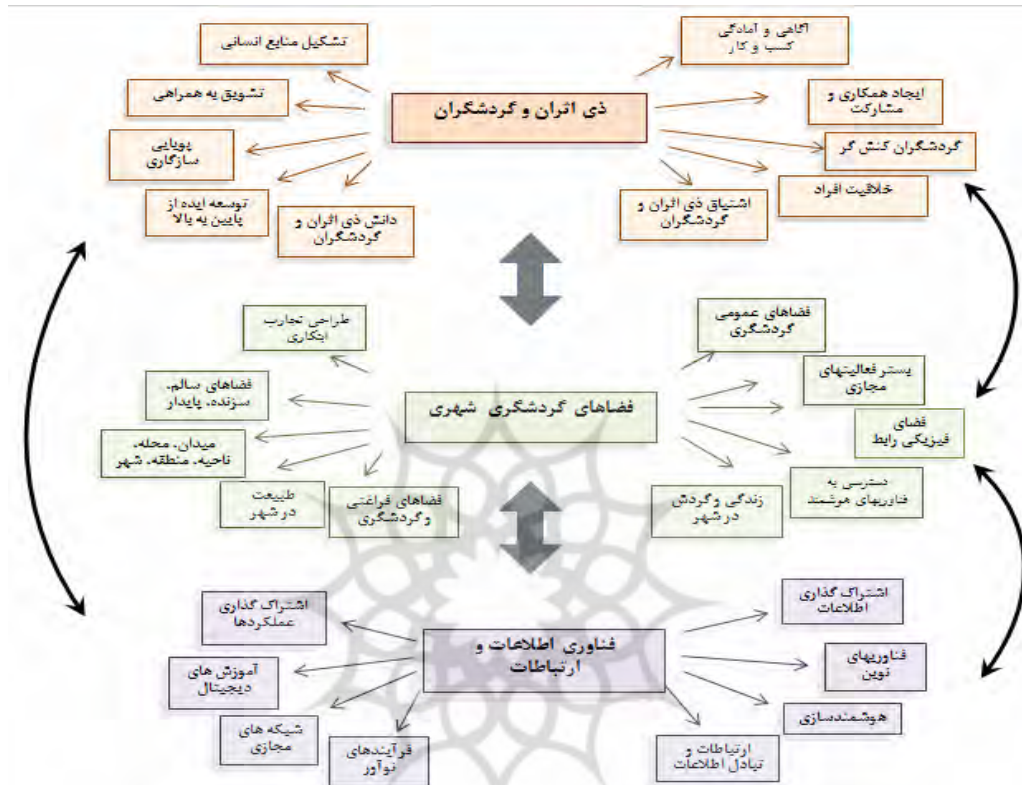 تشکیل منابع انسانی
آگاهی و آمادگی
کسب و کار
تشویق به همراهی
ذی اثران و گردشگران
ایجاد همکاری و
مشارکت
پویایی
سازگاری
گردشگران کنش گر
توسعه ایده از
پایین به بالا
دانش ذی اثران و
گردشگران
اشتیاق ذی اثران و
گردشگران
خلاقیت افراد
طراحی تجارب
ابتکاری
فضاهای عمومی
گردشگری
فضاهای سالم،
سرزنده، پایدار
فضاهای گردشگری شهری
بستر فعالیتهای
مجازی
میدان، محله،
ناحیه، منطقه، شهر
فضای
فیزیکی رابط
طبیعت
در شهر
فضاهای فراغتی
و گردشگری
زندگی و گردش
در شهر
دسترسی به
فناوریهای هوشمند
اشتراک گذاری
عملکردها
فناوری اطلاعات و
ارتباطات
اشتراک گذاری
اطلاعات
آموزش های
دیجیتال
فناوریهای
نوین
شبکه های
مجازی
فرآیندهای
نوآور
ارتباطات و
تبادل اطلاعات
هوشمندسازی